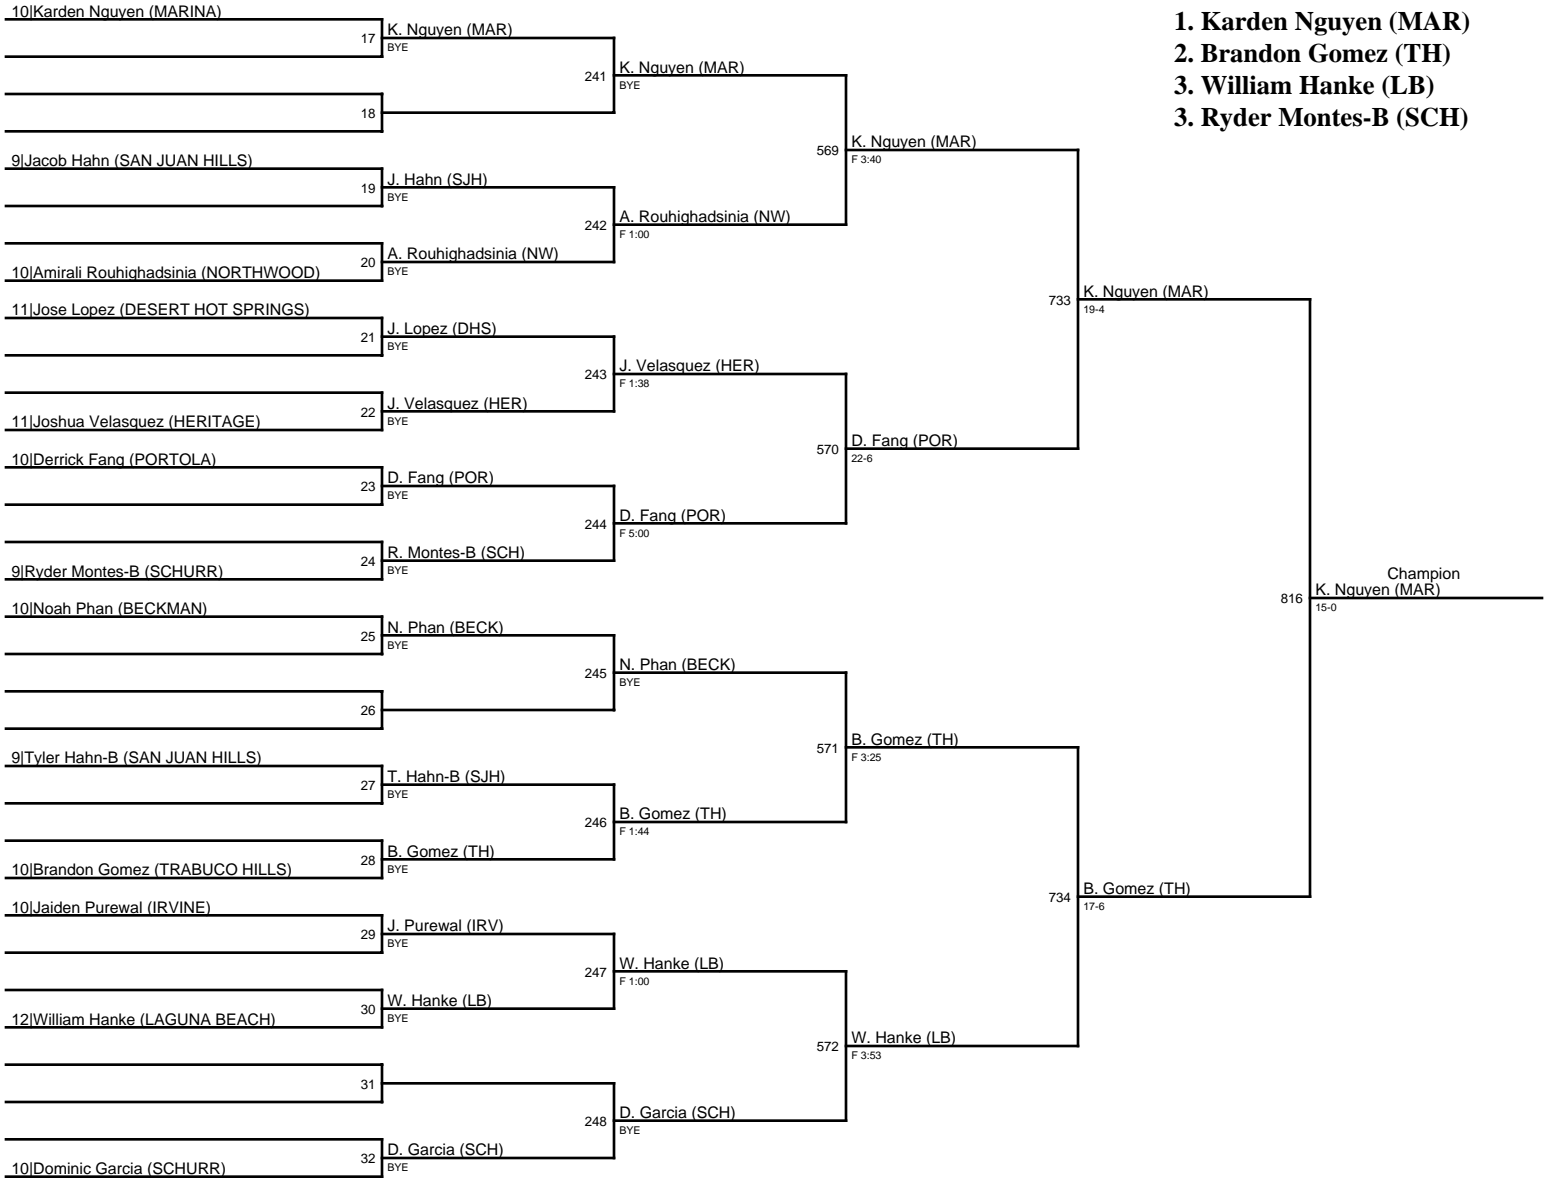 10|Karden Nguyen (MARINA)
17
K. Nguyen (MAR)
BYE
241
K. Nguyen (MAR)
BYE
18
569
K. Nguyen (MAR)
F 3:40
9|Jacob Hahn (SAN JUAN HILLS)
19
J. Hahn (SJH)
BYE
242
A. Rouhighadsinia (NW)
F 1:00
20
A. Rouhighadsinia (NW)
BYE
10|Amirali Rouhighadsinia (NORTHWOOD)
733
K. Nguyen (MAR)
19-4
11|Jose Lopez (DESERT HOT SPRINGS)
21
J. Lopez (DHS)
BYE
243
J. Velasquez (HER)
F 1:38
22
J. Velasquez (HER)
BYE
11|Joshua Velasquez (HERITAGE)
570
D. Fang (POR)
22-6
10|Derrick Fang (PORTOLA)
23
D. Fang (POR)
BYE
244
D. Fang (POR)
F 5:00
24
R. Montes-B (SCH)
BYE
9|Ryder Montes-B (SCHURR)
Champion
816
K. Nguyen (MAR)
15-0
10|Noah Phan (BECKMAN)
25
N. Phan (BECK)
BYE
245
N. Phan (BECK)
BYE
26
571
B. Gomez (TH)
F 3:25
9|Tyler Hahn-B (SAN JUAN HILLS)
27
T. Hahn-B (SJH)
BYE
246
B. Gomez (TH)
F 1:44
28
B. Gomez (TH)
BYE
10|Brandon Gomez (TRABUCO HILLS)
734
B. Gomez (TH)
17-6
10|Jaiden Purewal (IRVINE)
29
J. Purewal (IRV)
BYE
247
W. Hanke (LB)
F 1:00
30
W. Hanke (LB)
BYE
12|William Hanke (LAGUNA BEACH)
572
W. Hanke (LB)
F 3:53
31
248
D. Garcia (SCH)
BYE
32
D. Garcia (SCH)
BYE
10|Dominic Garcia (SCHURR)
1. Karden Nguyen (MAR)
2. Brandon Gomez (TH)
3. William Hanke (LB)
3. Ryder Montes-B (SCH)